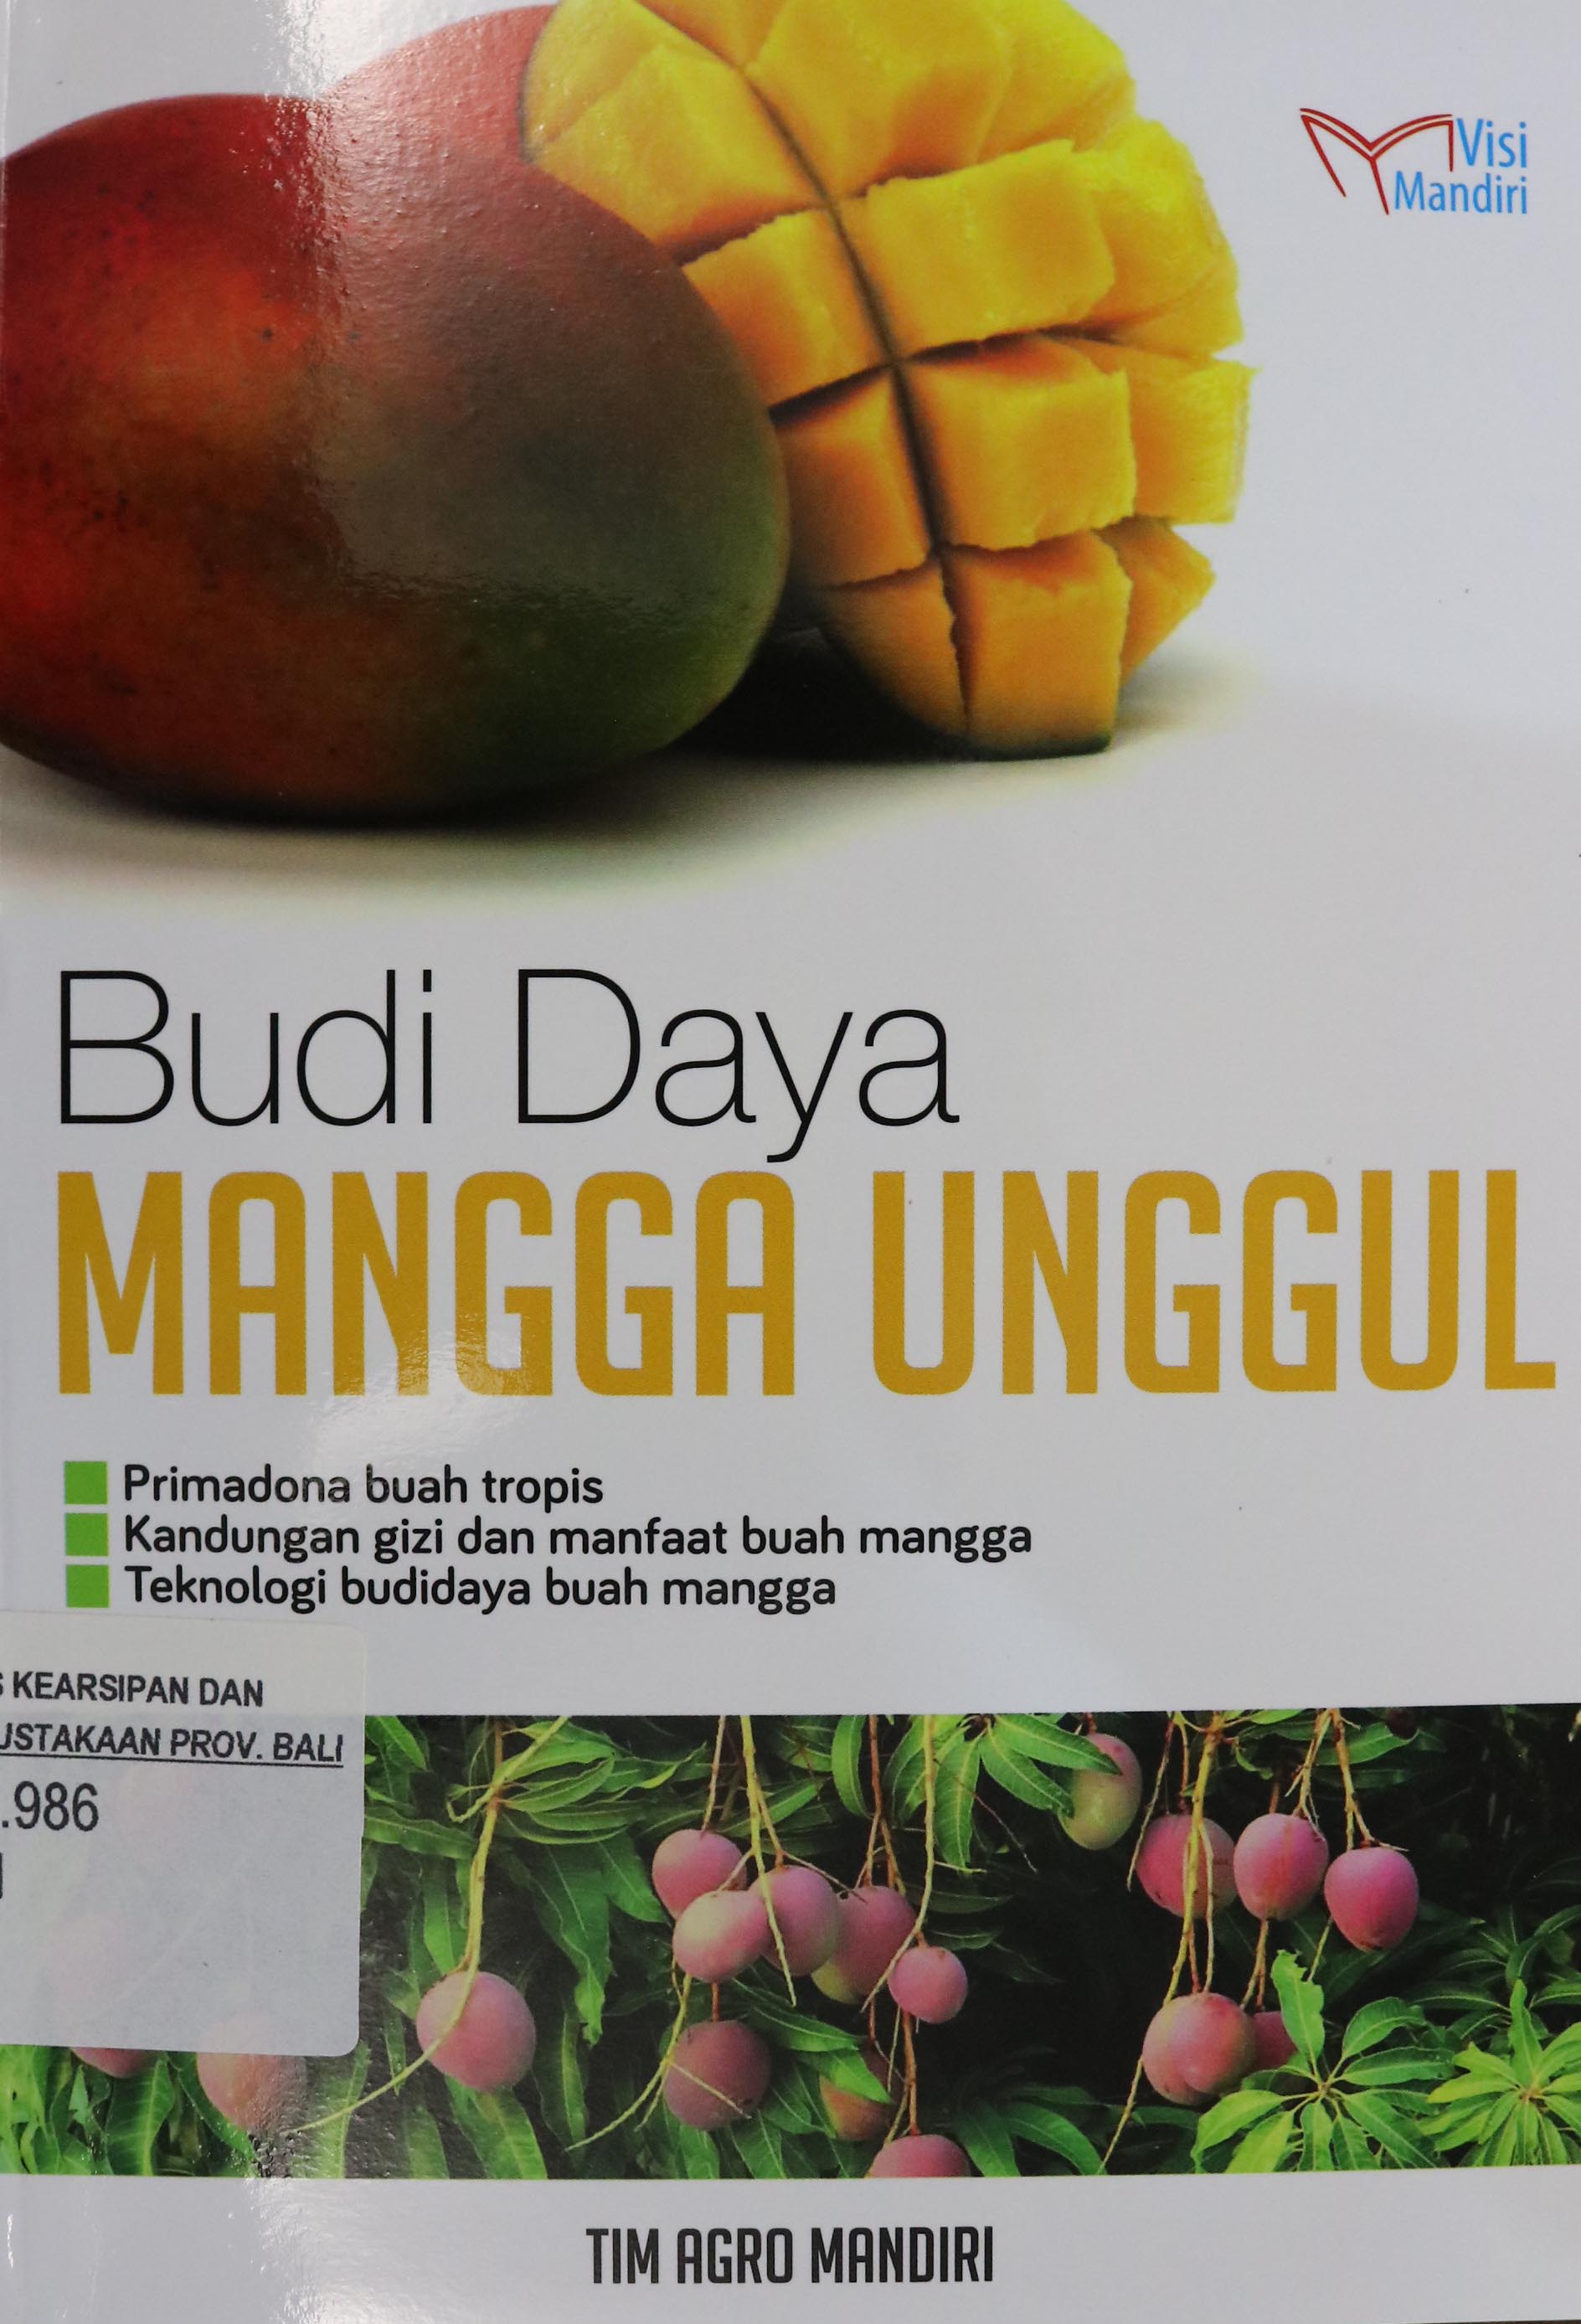 Visi
Mandiri
Budi Daya
MANGGA UNGGUL
Primadona buah tropis
Kandungan gizi dan manfaat buah mangga
Teknologi budidaya buah mangga
KEARSIPAN DAN
USTAKAAN PROV. BALI
.986
TIM AGRO MANDIRI